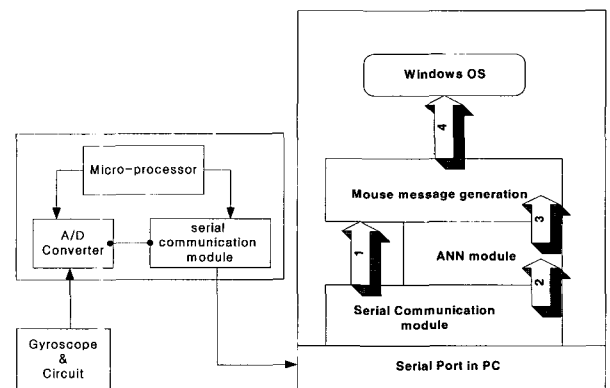 Windows OS
4
Micro-processor
Mouse message generation
A/D
Converter
serial
communication
module
3
1
ANN module
2
Serial Communication
module
Gyroscope
&
Circuit
Serial Port in PC